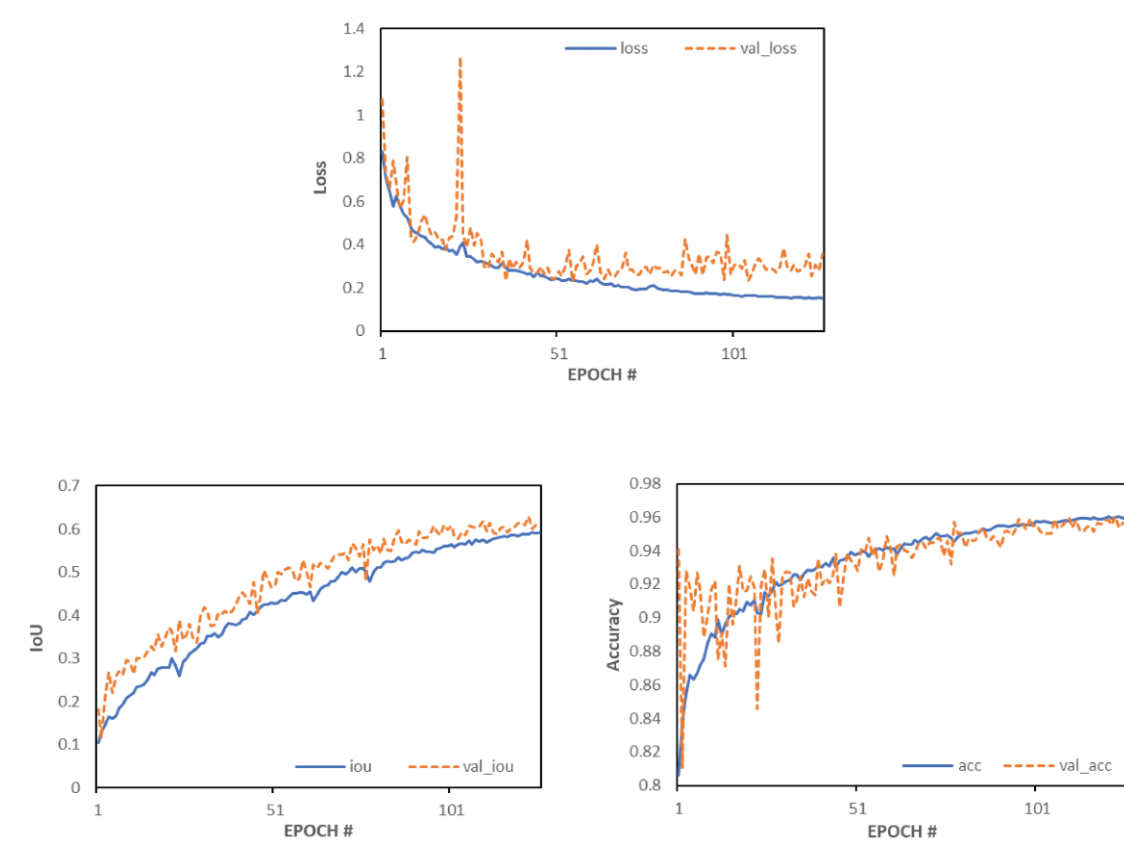 1.4
loss val_loss
1.2
1
0.8
Loss
0.6
0.4
0.2
0
1 51 101
EPOCH #
0.7
0.6
0.5
0.4
IoU
0.3
0.2
0.1
iou val_iou
0
1 51 101
EPOCH #
0.98
0.96
0.94
0.92
0.9
Accuracy
0.88
0.86
0.84
0.82
acc val_acc
0.8
1 51 101
EPOCH #